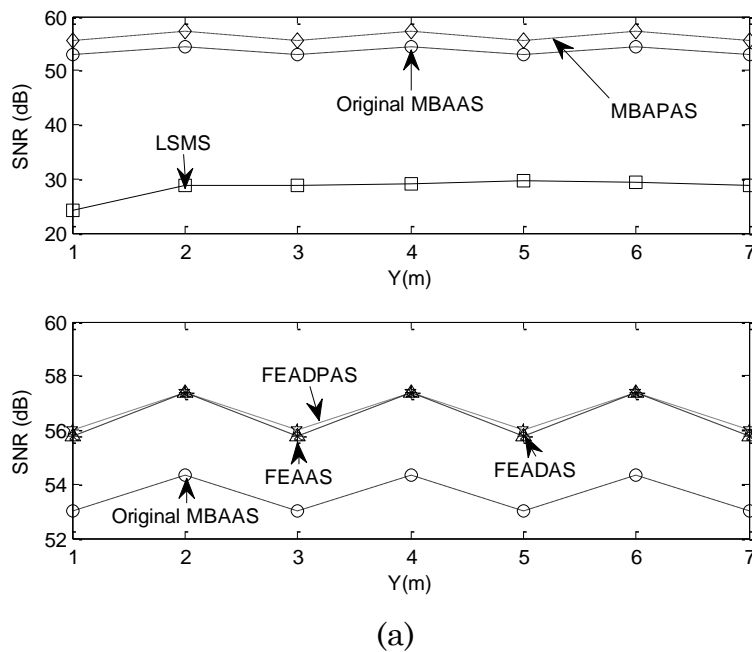 60
50
40
30
20
SNR (dB)
Original MBAAS
MBAPAS
LSMS
1 2 3 4 5 6 7
Y(m)
60
58
56
54
52
SNR (dB)
FEADPAS
FEAAS
FEADAS
Original MBAAS
1 2 3 4 5 6 7
Y(m)
(a)